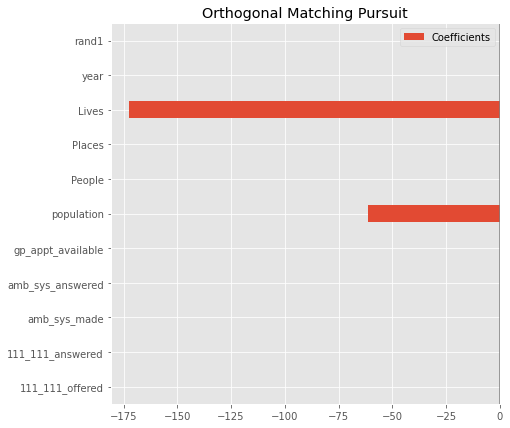 Orthogonal Matching Pursuit
Coefficients
rand1
year
Lives
Places
People
population
gp_appt_available
amb_sys_answered
amb_sys_made
111_111_answered
111_111_offered
−175 −150 −125 −100 −75 −50 −25 0